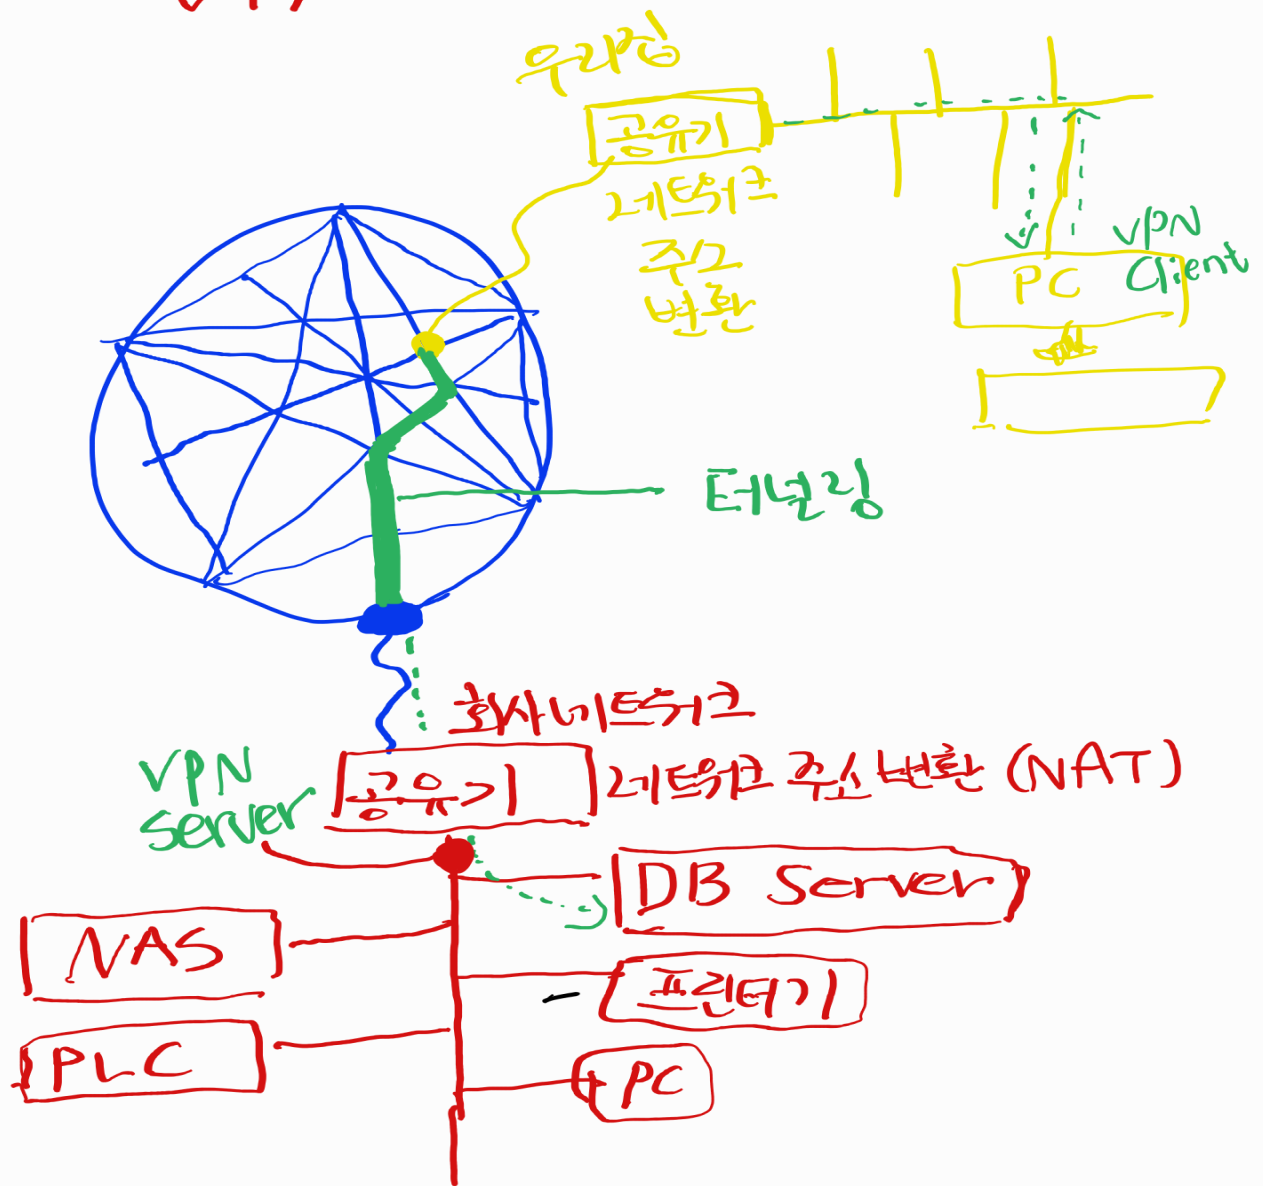 우리집
공유기
네트워크
주소
변환
VPN
Client
PC
터널링
회사네트워크
VPN
Server
공유기
네트워크 주소변환 (NAT)
DB Server
NAS
프린터기
PLC
PC